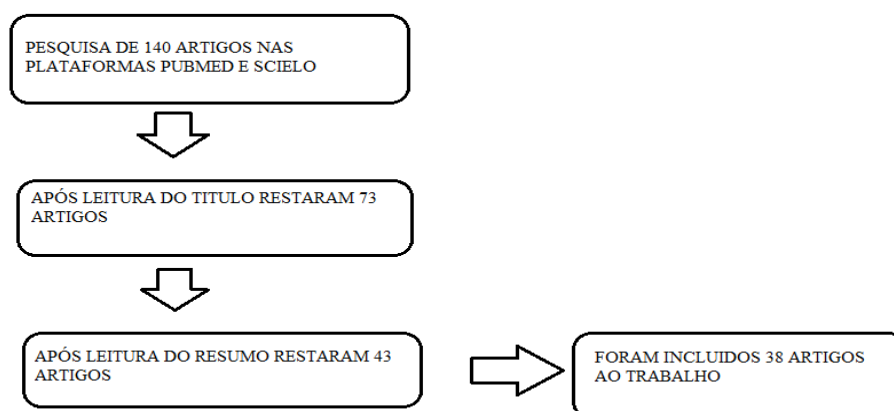 PESQUISA DE 140 ARTIGOS NAS
PLATAFORMAS PUBMED E SCIELO
APÓS LEITURA DO TITULO RESTARAM 73
ARTIGOS
APÓS LEITURA DO RESUMO RESTARAM 43
ARTIGOS
FORAM INCLUIDOS 38 ARTIGOS
AO TRABALHO